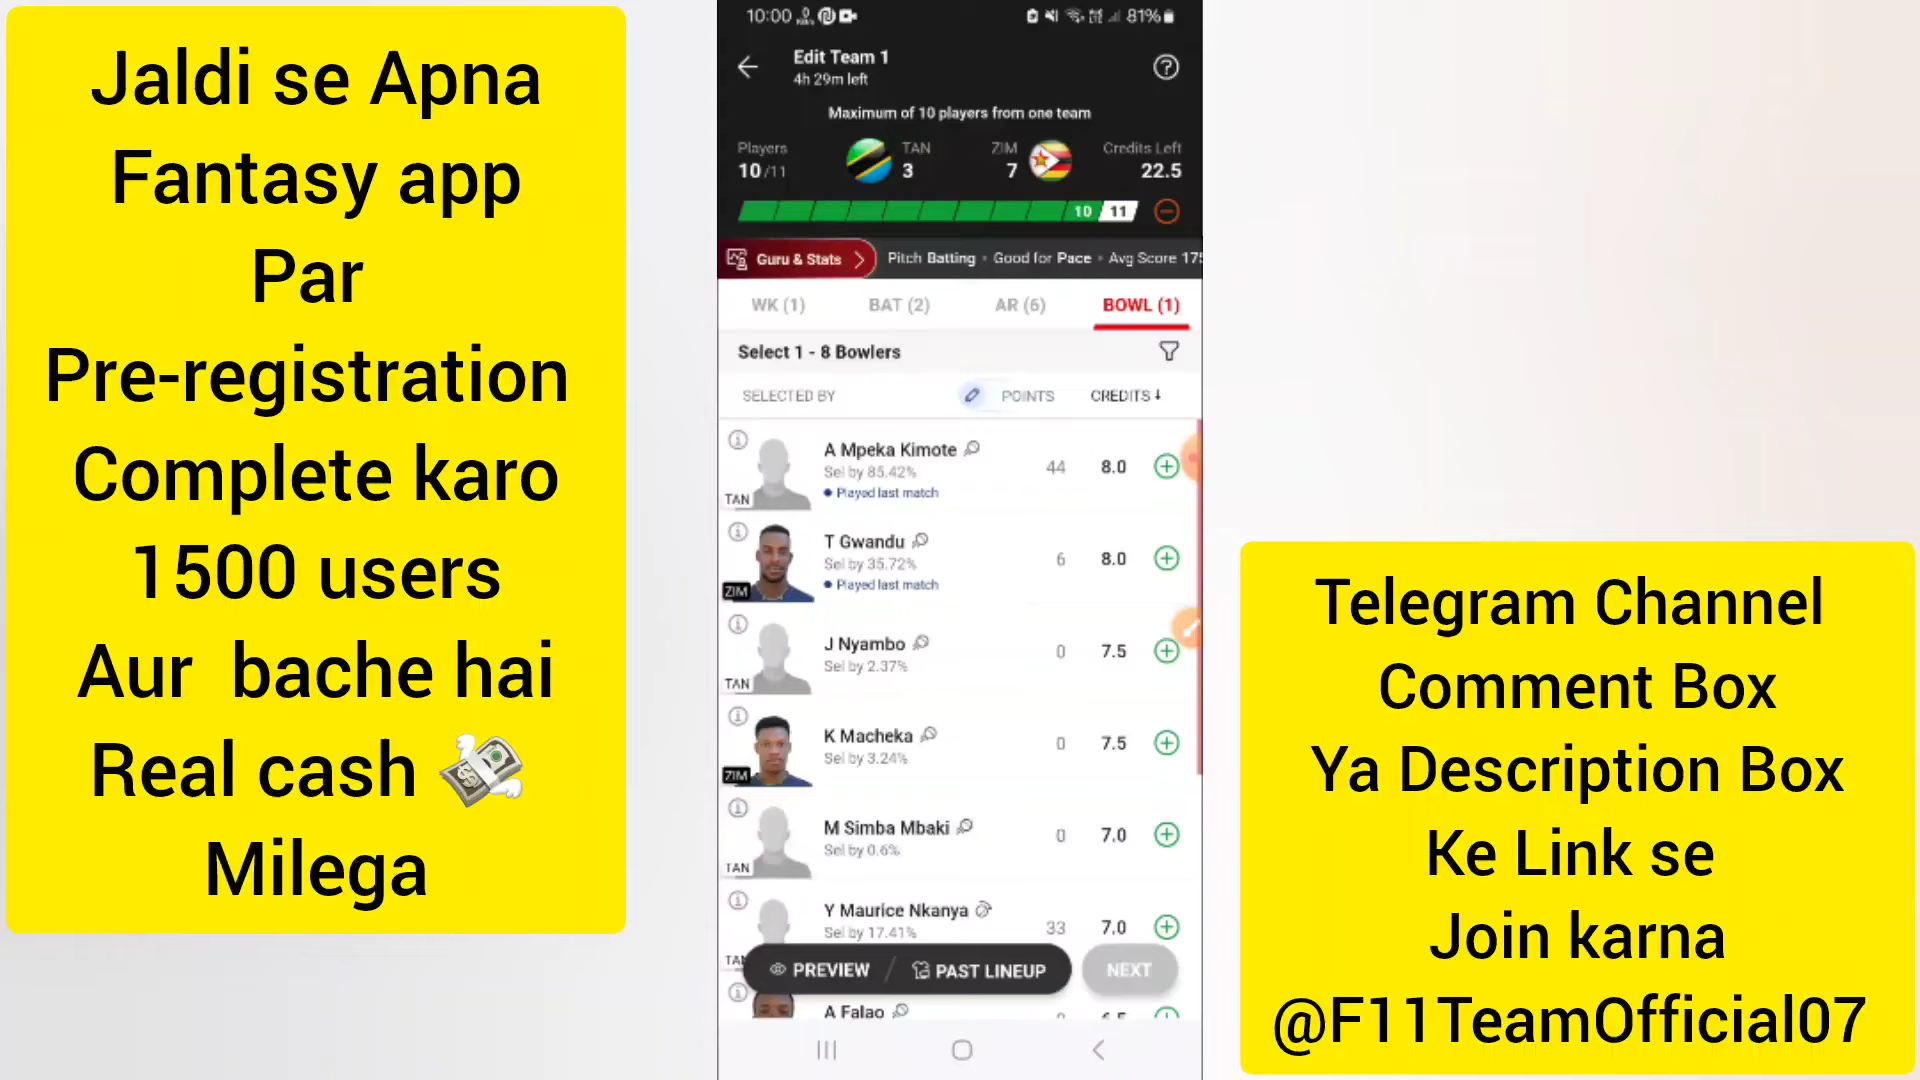 Jaldi se Apna
Fantasy app
Par
Pre-registration
Complete karo
1500 users
Aur bache hai
Real cash 💸
Milega
10:00
81%
Edit Team 1
4h 29m left
Maximum of 10 players from one team
Players
10/11
TAN
3
ZIM
7
Credits Left
22.5
10 11
Guru & Stats
Pitch Batting • Good for Pace • Avg Score 175
WK (1) BAT (2) AR (6) BOWL (1)
Select 1 - 8 Bowlers
SELECTED BY POINTS CREDITS↓
A Mpeka Kimote
Sel by 85.42%
Played last match
TAN
44 8.0
T Gwandu
Sel by 35.72%
Played last match
ZIM
6 8.0
J Nyambo
Sel by 2.37%
TAN
0 7.5
K Macheka
Sel by 3.24%
ZIM
0 7.5
M Simba Mbaki
Sel by 0.6%
TAN
0 7.0
Y Maurice Nkanya
Sel by 17.41%
33 7.0
PREVIEW / PAST LINEUP NEXT
A Falao
Telegram Channel
Comment Box
Ya Description Box
Ke Link se
Join karna
@F11TeamOfficial07